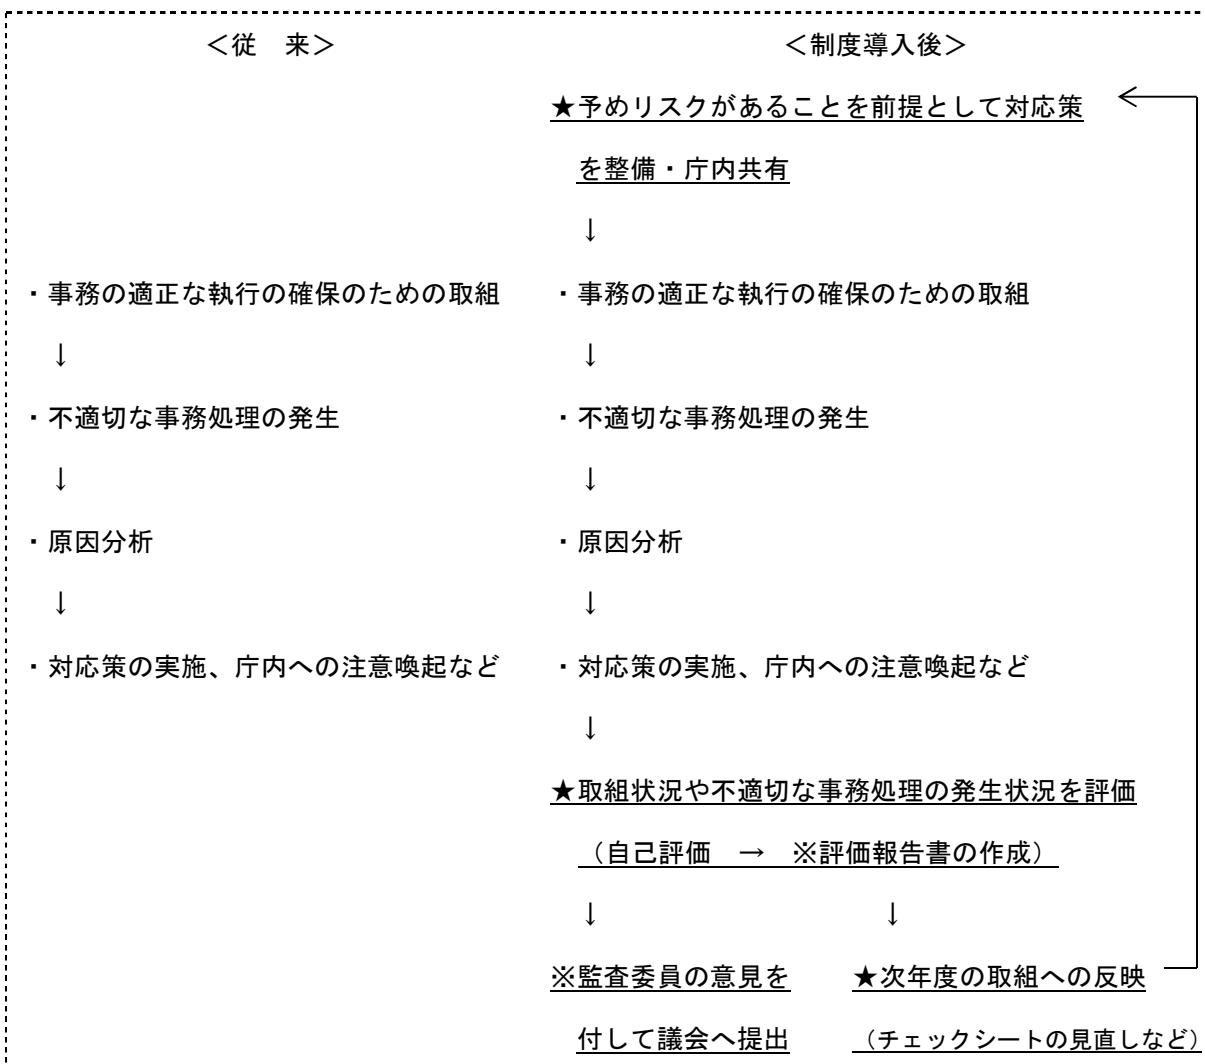 ＜従　来＞
＜制度導入後＞
★予めリスクがあることを前提として対応策
を整備・庁内共有
↓
・事務の適正な執行の確保のための取組
・事務の適正な執行の確保のための取組
↓
↓
・不適切な事務処理の発生
・不適切な事務処理の発生
↓
↓
・原因分析
・原因分析
↓
↓
・対応策の実施、庁内への注意喚起など
・対応策の実施、庁内への注意喚起など
↓
★取組状況や不適切な事務処理の発生状況を評価
（自己評価　→　※評価報告書の作成）
↓
↓
※監査委員の意見を
★次年度の取組への反映
付して議会へ提出
（チェックシートの見直しなど）